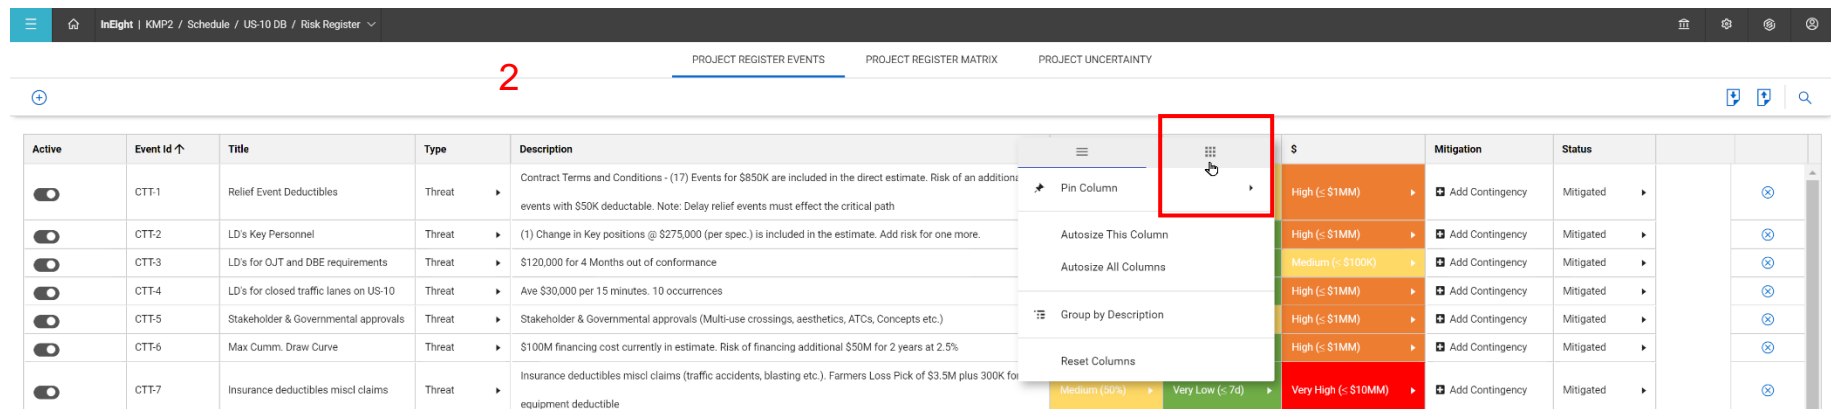 InEight | KMP2 / Schedule / US-10 DB / Risk Register
PROJECT REGISTER EVENTS PROJECT REGISTER MATRIX PROJECT UNCERTAINTY
2
Active Event Id Title Type Description $ Mitigation Status
CTT-1 Relief Event Deductibles Threat Contract Terms and Conditions - (17) Events for $850K are included in the direct estimate. Risk of an additiona
events with $50K deductable. Note: Delay relief events must effect the critical path High (≤ $1MM) Add Contingency Mitigated
Pin Column
CTT-2 LD's Key Personnel Threat (1) Change in Key positions @ $275,000 (per spec.) is included in the estimate. Add risk for one more. Autosize This Column High (≤ $1MM) Add Contingency Mitigated
CTT-3 LD's for OJT and DBE requirements Threat $120,000 for 4 Months out of conformance Autosize All Columns Medium (≤ $100K) Add Contingency Mitigated
CTT-4 LD's for closed traffic lanes on US-10 Threat Ave $30,000 per 15 minutes. 10 occurrences High (≤ $1MM) Add Contingency Mitigated
CTT-5 Stakeholder & Governmental approvals Threat Stakeholder & Governmental approvals (Multi-use crossings, aesthetics, ATCs, Concepts etc.) Group by Description High (≤ $1MM) Add Contingency Mitigated
CTT-6 Max Cumm. Draw Curve Threat $100M financing cost currently in estimate. Risk of financing additional $50M for 2 years at 2.5% Reset Columns High (≤ $1MM) Add Contingency Mitigated
CTT-7 Insurance deductibles miscl claims Threat Insurance deductibles miscl claims (traffic accidents, blasting etc.). Farmers Loss Pick of $3.5M plus 300K fo
equipment deductible Medium (50%) Very Low (≤ 7d) Very High (≤ $10MM) Add Contingency Mitigated